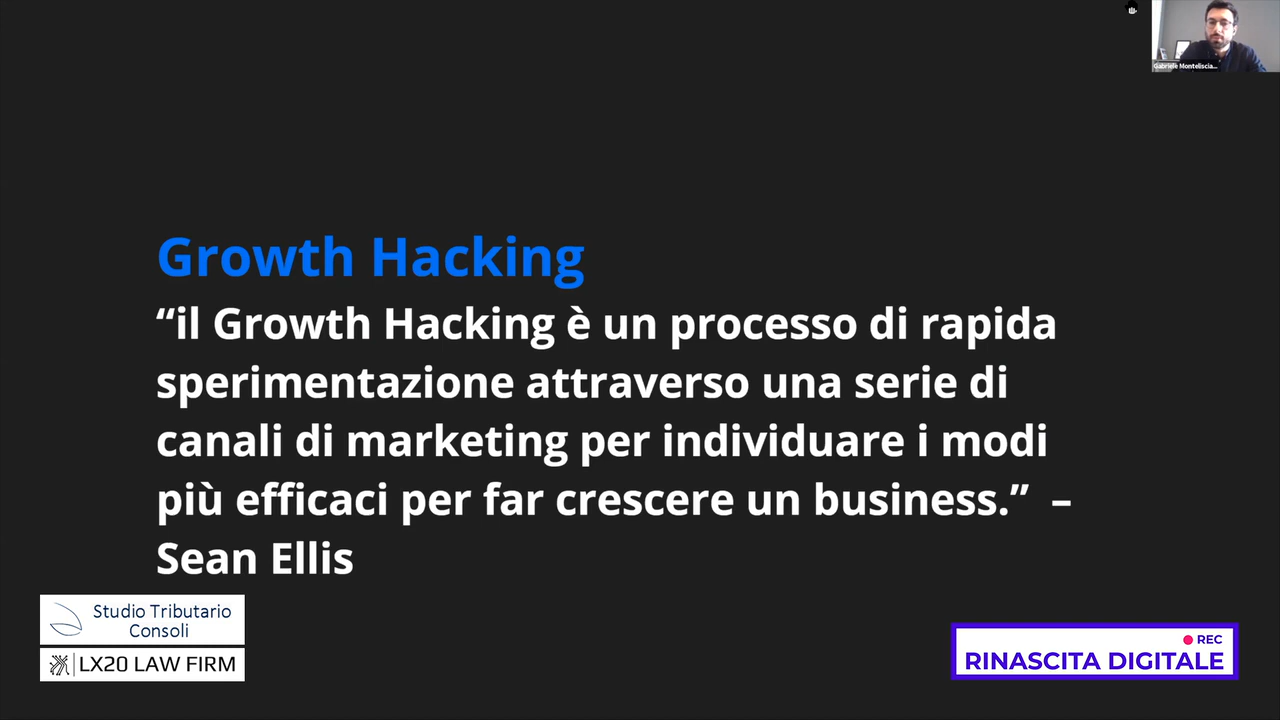 Gabriele Monteliscia...
Growth Hacking
“il Growth Hacking è un processo di rapida
sperimentazione attraverso una serie di
canali di marketing per individuare i modi
più efficaci per far crescere un business.” –
Sean Ellis
Studio Tributario
Consoli
LX20 LAW FIRM
REC
RINASCITA DIGITALE